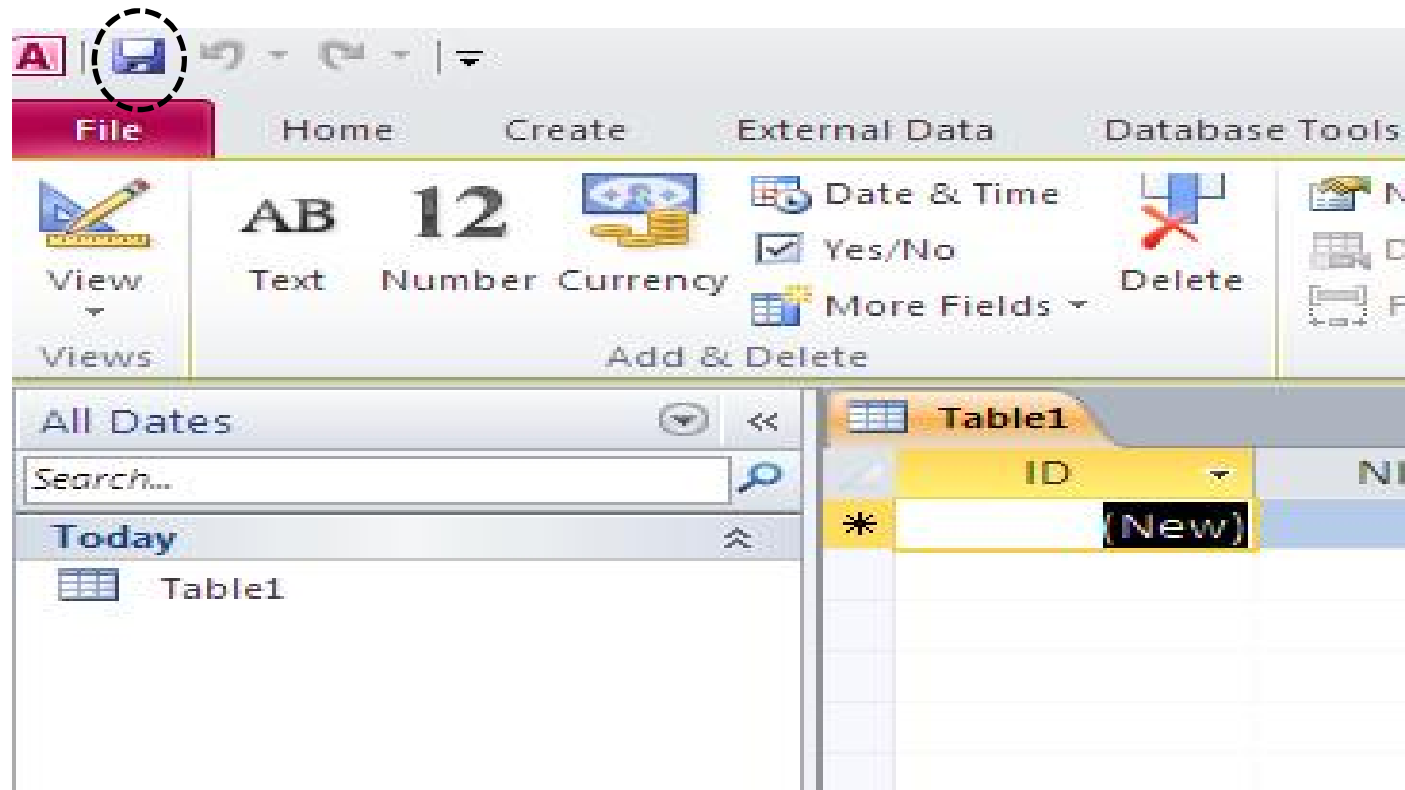 A
File Home Create External Data Database Tools
AB 12 Date & Time
Yes/No
View Text Number Currency More Fields Delete
Views Add & Delete
All Dates Table1
Search... ID
Today (New)
Table1